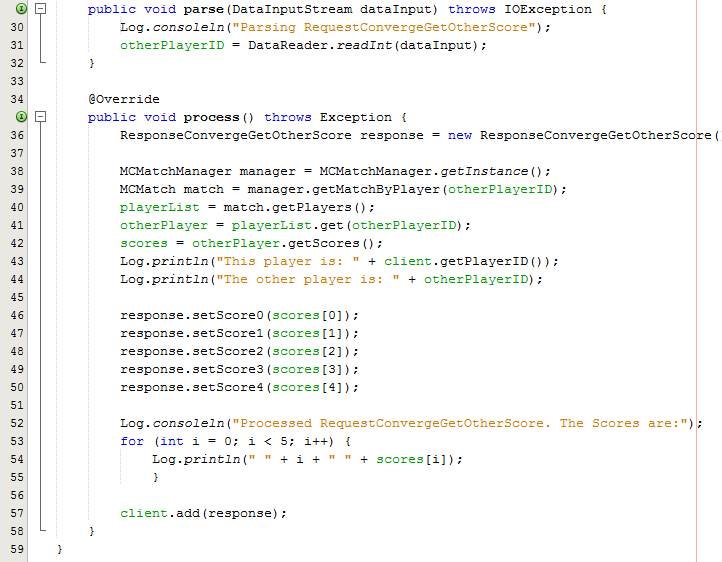 public void parse(DataInputStream dataInput) throws IOException {
30 Log.consoleln("Parsing RequestConvergeGetOtherScore");
31 otherPlayerID = DataReader.readInt(dataInput);
32 }
33
34 @Override
public void process() throws Exception {
36 ResponseConvergeGetOtherScore response = new ResponseConvergeGetOtherScore(
37
38 MCMatchManager manager = MCMatchManager.getInstance();
39 MCMatch match = manager.getMatchByPlayer(otherPlayerID);
40 playerList = match.getPlayers();
41 otherPlayer = playerList.get(otherPlayerID);
42 scores = otherPlayer.getScores();
43 Log.println("This player is: " + client.getPlayerID());
44 Log.println("The other player is: " + otherPlayerID);
45
46 response.setScore0(scores[0]);
47 response.setScore1(scores[1]);
48 response.setScore2(scores[2]);
49 response.setScore3(scores[3]);
50 response.setScore4(scores[4]);
51
52 Log.consoleln("Processed RequestConvergeGetOtherScore. The Scores are:");
53 for (int i = 0; i < 5; i++) {
54 Log.println(" " + i + " " + scores[i]);
55 }
56
57 client.add(response);
58 }
59 }